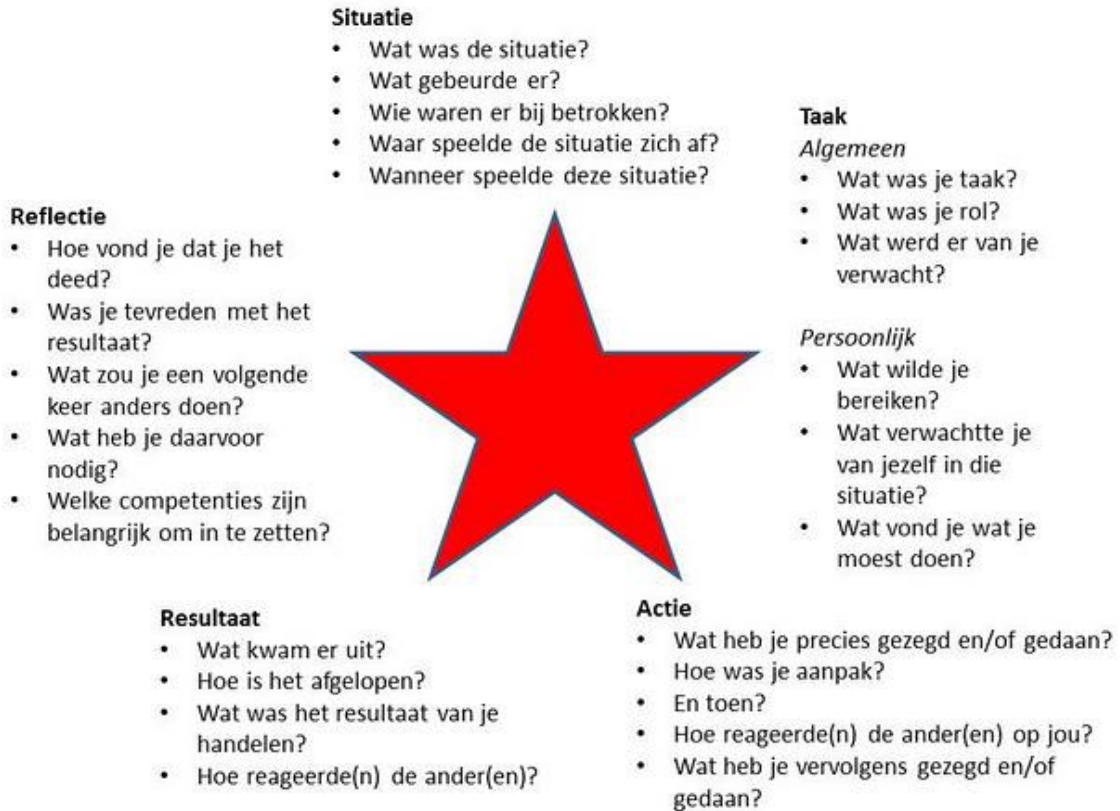 Situatie
• Wat was de situatie?
• Wat gebeurde er?
• Wie waren er bij betrokken?
• Waar speelde de situatie zich af?
• Wanneer speelde deze situatie?
Taak
Algemeen
• Wat was je taak?
• Wat was je rol?
• Wat werd er van je
verwacht?
Persoonlijk
• Wat wilde je
bereiken?
• Wat verwachtte je
van jezelf in die
situatie?
• Wat vond je wat je
moest doen?
Actie
• Wat heb je precies gezegd en/of gedaan?
• Hoe was je aanpak?
• En toen?
• Hoe reageerde(n) de ander(en) op jou?
• Wat heb je vervolgens gezegd en/of
gedaan?
Resultaat
• Wat kwam er uit?
• Hoe is het afgelopen?
• Wat was het resultaat van je
handelen?
• Hoe reageerde(n) de ander(en)?
Reflectie
• Hoe vond je dat je het
deed?
• Was je tevreden met het
resultaat?
• Wat zou je een volgende
keer anders doen?
• Wat heb je daarvoor
nodig?
• Welke competenties zijn
belangrijk om in te zetten?